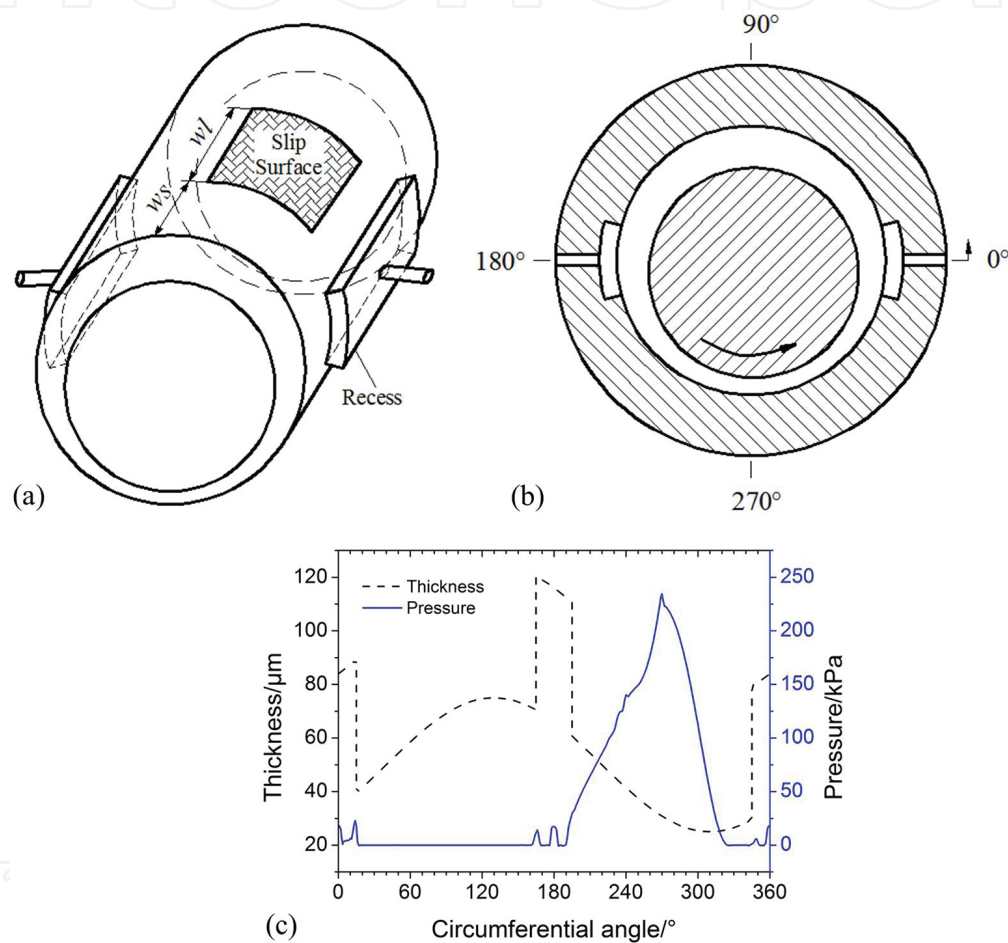 wl
Slip
Surface
ws
Recess
(a)
90°
180°
0°
270°
(b)
Thickness
Pressure
120
100
80
60
40
20
Thickness/μm
250
200
150
100
50
0
Pressure/kPa
0 60 120 180 240 300 360
Circumferential angle/°
(c)